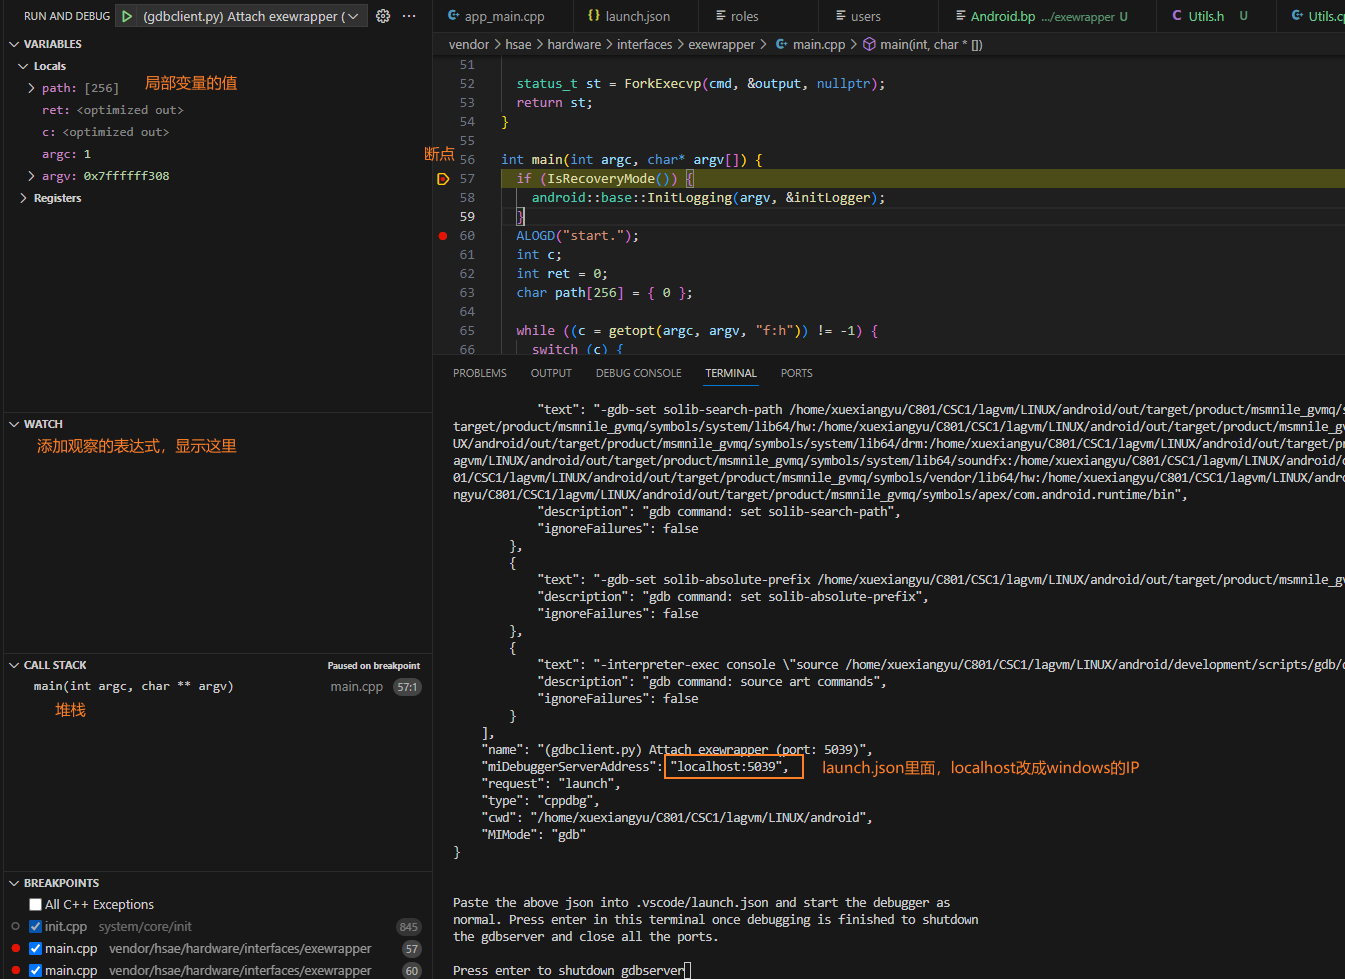 RUN AND DEBUG
(gdbclient.py) Attach exewrapper (
VARIABLES
Locals
path: [256]
局部变量的值
ret: <optimized out>
c: <optimized out>
argc: 1
argv: 0x7ffffff308
Registers
WATCH
添加观察的表达式，显示这里
CALL STACK
Paused on breakpoint
main(int argc, char ** argv)
main.cpp
57:1
堆栈
BREAKPOINTS
All C++ Exceptions
init.cpp system/core/init
845
main.cpp vendor/hsae/hardware/interfaces/exewrapper
57
main.cpp vendor/hsae/hardware/interfaces/exewrapper
60
app_main.cpp
launch.json
roles
users
Android.bp .../exewrapper U
Utils.h U
Utils.cp
vendor > hsae > hardware > interfaces > exewrapper > main.cpp > main(int, char * [])
51
52 status_t st = ForkExecvp(cmd, &output, nullptr);
53 return st;
54 }
55
断点
56 int main(int argc, char* argv[]) {
57 if (IsRecoveryMode()) {
58 android::base::InitLogging(argv, &initLogger);
59 }
60 ALOGD("start.");
61 int c;
62 int ret = 0;
63 char path[256] = { 0 };
64
65 while ((c = getopt(argc, argv, "f:h")) != -1) {
66 switch (c) {
PROBLEMS
OUTPUT
DEBUG CONSOLE
TERMINAL
PORTS
"text": "-gdb-set solib-search-path /home/xuexiangyu/C801/CSC1/lagvm/LINUX/android/out/target/product/msmnile_gvmq/s
target/product/msmnile_gvmq/symbols/system/lib64/hw:/home/xuexiangyu/C801/CSC1/lagvm/LINUX/android/out/target/product/msmnile_gv
UX/android/out/target/product/msmnile_gvmq/symbols/system/lib64/drm:/home/xuexiangyu/C801/CSC1/lagvm/LINUX/android/out/target/pr
agvm/LINUX/android/out/target/product/msmnile_gvmq/symbols/system/lib64/soundfx:/home/xuexiangyu/C801/CSC1/lagvm/LINUX/android/o
01/CSC1/lagvm/LINUX/android/out/target/product/msmnile_gvmq/symbols/vendor/lib64/hw:/home/xuexiangyu/C801/CSC1/lagvm/LINUX/andro
ngyu/C801/CSC1/lagvm/LINUX/android/out/target/product/msmnile_gvmq/symbols/apex/com.android.runtime/bin",
"description": "gdb command: set solib-search-path",
"ignoreFailures": false
},
{
"text": "-gdb-set solib-absolute-prefix /home/xuexiangyu/C801/CSC1/lagvm/LINUX/android/out/target/product/msmnile_gv
"description": "gdb command: set solib-absolute-prefix",
"ignoreFailures": false
},
{
"text": "-interpreter-exec console \"source /home/xuexiangyu/C801/CSC1/lagvm/LINUX/android/development/scripts/gdb/d
"description": "gdb command: source art commands",
"ignoreFailures": false
}
],
"name": "(gdbclient.py) Attach exewrapper (port: 5039)",
"miDebuggerServerAddress": "localhost:5039",
launch.json里面，localhost改成windows的IP
"request": "launch",
"type": "cppdbg",
"cwd": "/home/xuexiangyu/C801/CSC1/lagvm/LINUX/android",
"MIMode": "gdb"
}
Paste the above json into .vscode/launch.json and start the debugger as
normal. Press enter in this terminal once debugging is finished to shutdown
the gdbserver and close all the ports.
Press enter to shutdown gdbserver